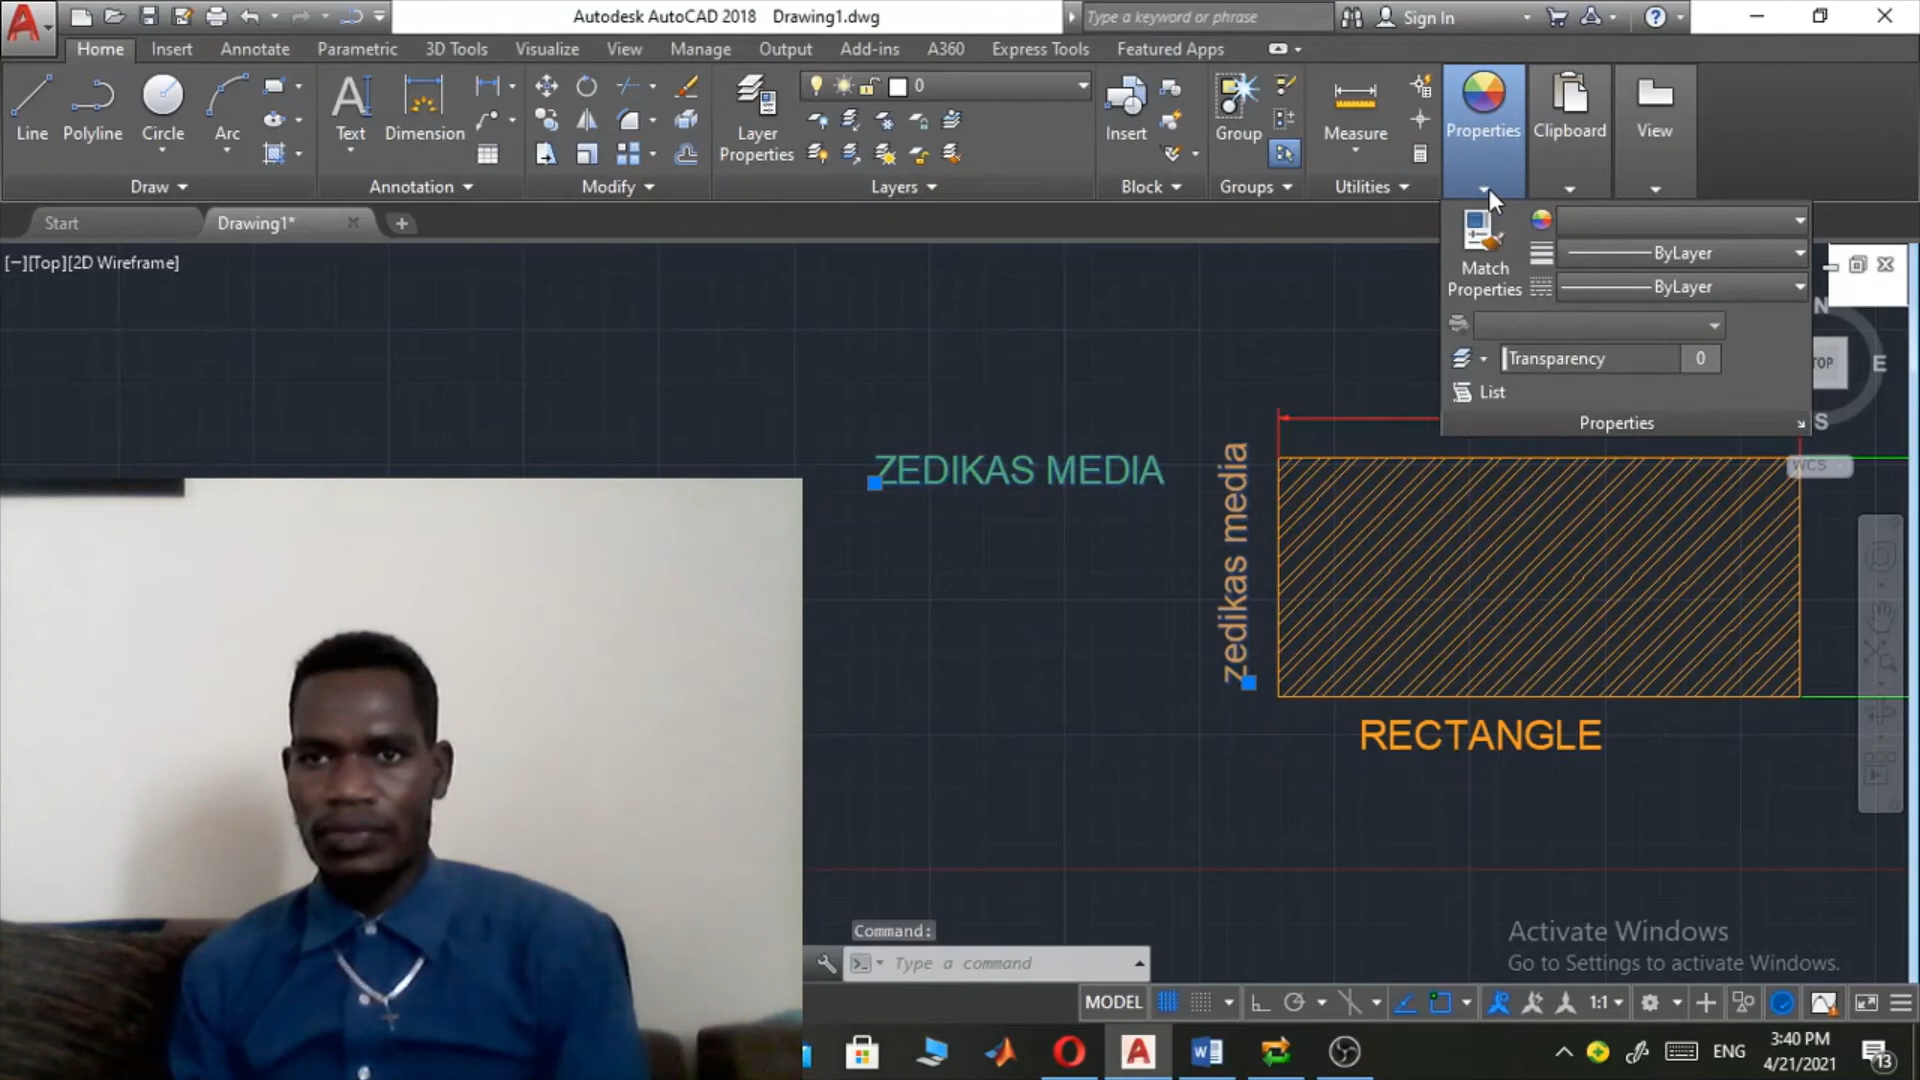 Autodesk AutoCAD 2018 Drawing1.dwg
Type a keyword or phrase
Sign In
Home Insert Annotate Parametric 3D Tools Visualize View Manage Output Add-ins A360 Express Tools Featured Apps
Line Polyline Circle Arc
Text Dimension
Layer Properties
0
Insert
Group
Measure
Properties
Clipboard
View
Draw Annotation Modify Layers Block Groups Utilities
Start Drawing1* +
[−][Top][2D Wireframe]
Match Properties
ByLayer
ByLayer
Transparency 0
List
Properties
N
TOP
E
S
WCS
ZEDIKAS MEDIA
zedikas media
RECTANGLE
Command:
Type a command
Activate Windows
Go to Settings to activate Windows.
MODEL
1:1
ENG
3:40 PM
4/21/2021
13